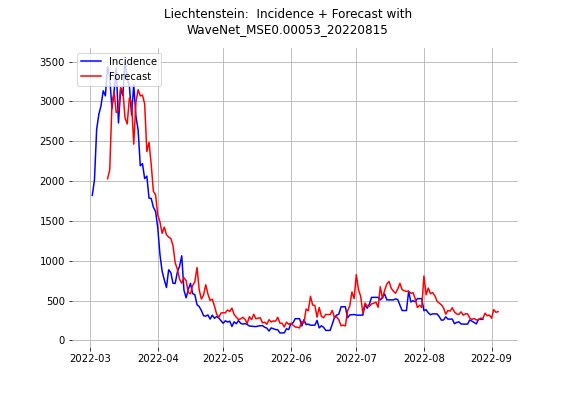 Liechtenstein:  Incidence + Forecast with
WaveNet_MSE0.00053_20220815
Incidence
Forecast
3500
3000
2500
2000
1500
1000
500
0
2022-03 2022-04 2022-05 2022-06 2022-07 2022-08 2022-09